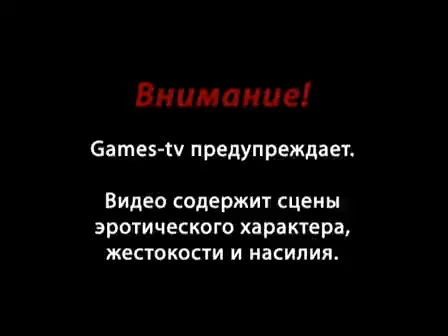 Внимание!
Games-tv предупреждает.
Видео содержит сцены
эротического характера,
жестокости и насилия.